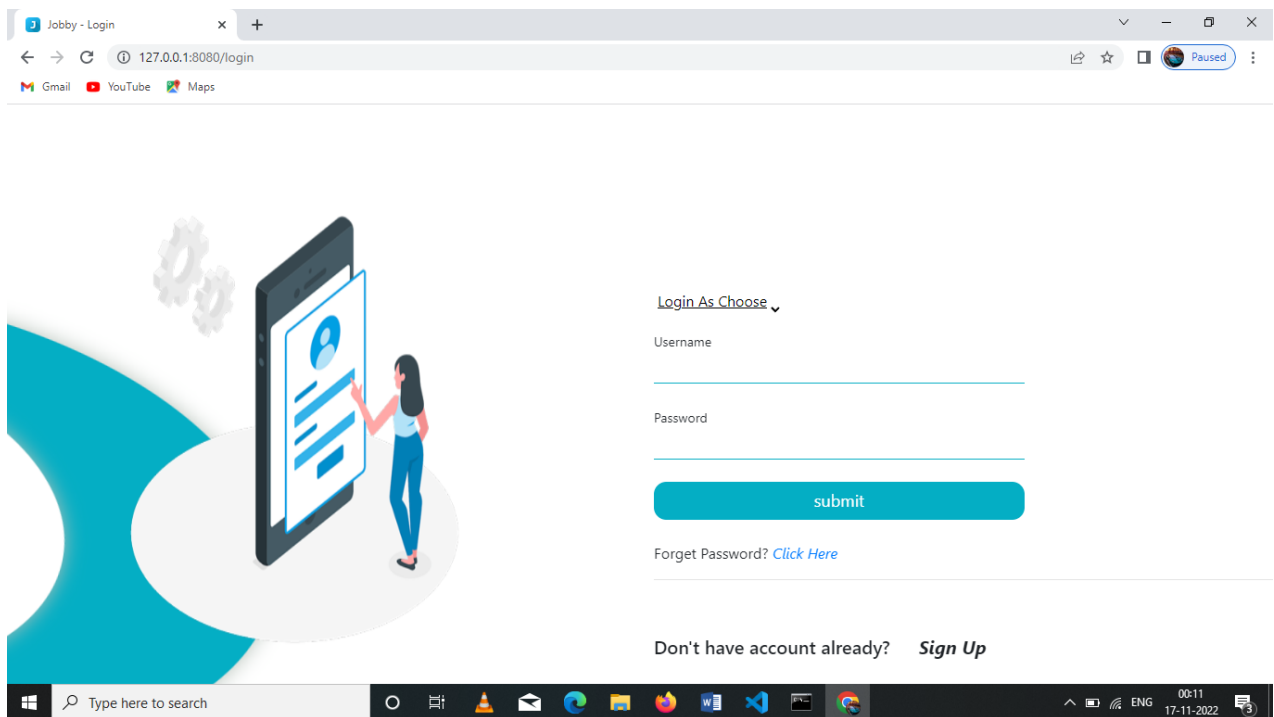 Jobby - Login
127.0.0.1:8080/login
Paused
Gmail YouTube Maps
Login As Choose
Username
Password
submit
Forget Password? Click Here
Don't have account already? Sign Up
Type here to search
ENG
00:11
17-11-2022
3